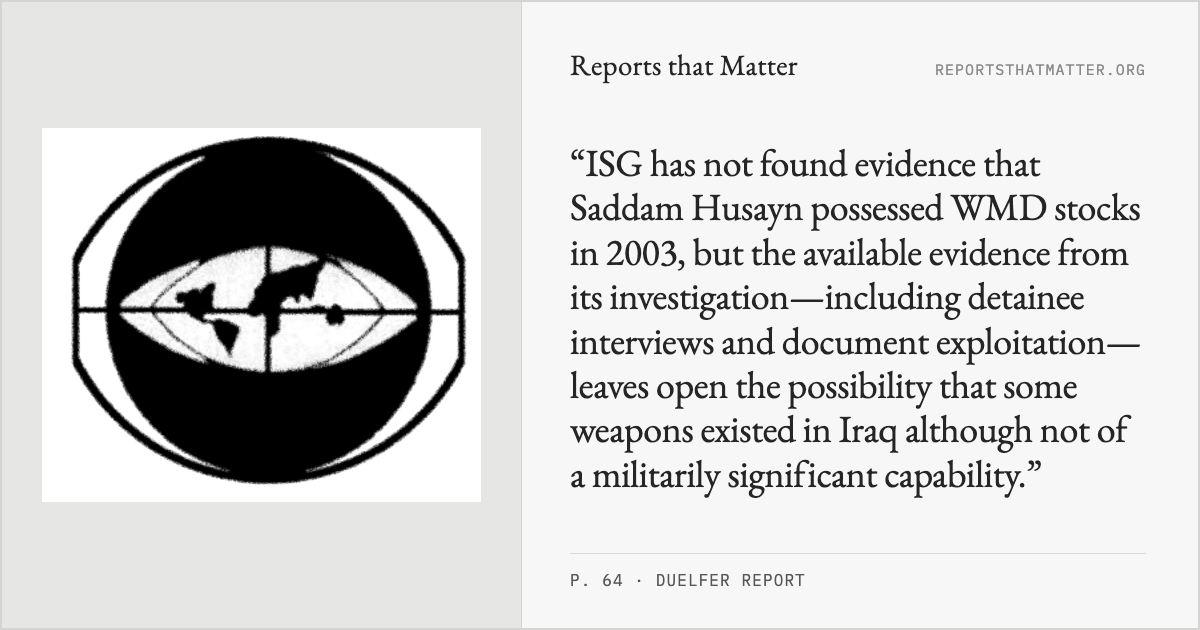 Reports that Matter
REPORTSTHATMATTER.ORG
“ISG has not found evidence that
Saddam Husayn possessed WMD stocks
in 2003, but the available evidence from
its investigation—including detainee
interviews and document exploitation—
leaves open the possibility that some
weapons existed in Iraq although not of
a militarily significant capability.”
P. 64 · DUELFER REPORT